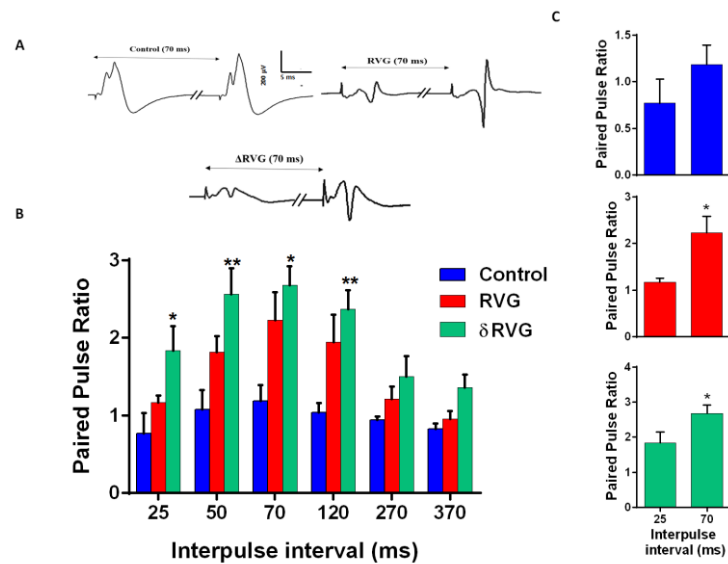 A
Control (70 ms)
200 µV
5 ms
RVG (70 ms)
ΔRVG (70 ms)
B
Paired Pulse Ratio
3
2
1
0
*
**
*
**
Control
RVG
δRVG
25 50 70 120 270 370
Interpulse interval (ms)
C
Paired Pulse Ratio
1.5
1.0
0.5
0.0
Paired Pulse Ratio
3
2
1
0
*
Paired Pulse Ratio
4
3
2
1
0
*
25 70
Interpulse
interval (ms)